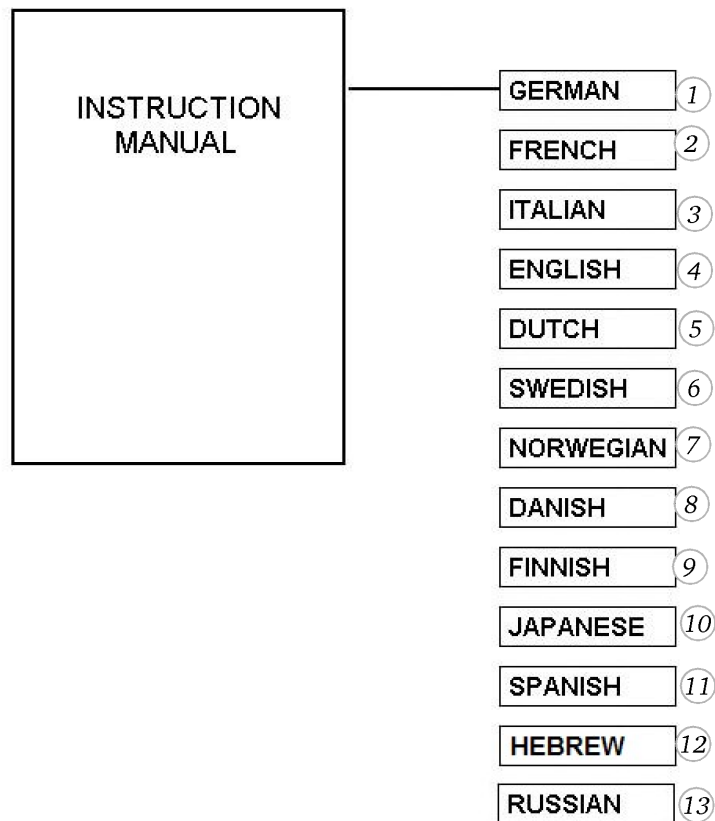 INSTRUCTION
MANUAL
GERMAN 1
FRENCH 2
ITALIAN 3
ENGLISH 4
DUTCH 5
SWEDISH 6
NORWEGIAN 7
DANISH 8
FINNISH 9
JAPANESE 10
SPANISH 11
HEBREW 12
RUSSIAN 13